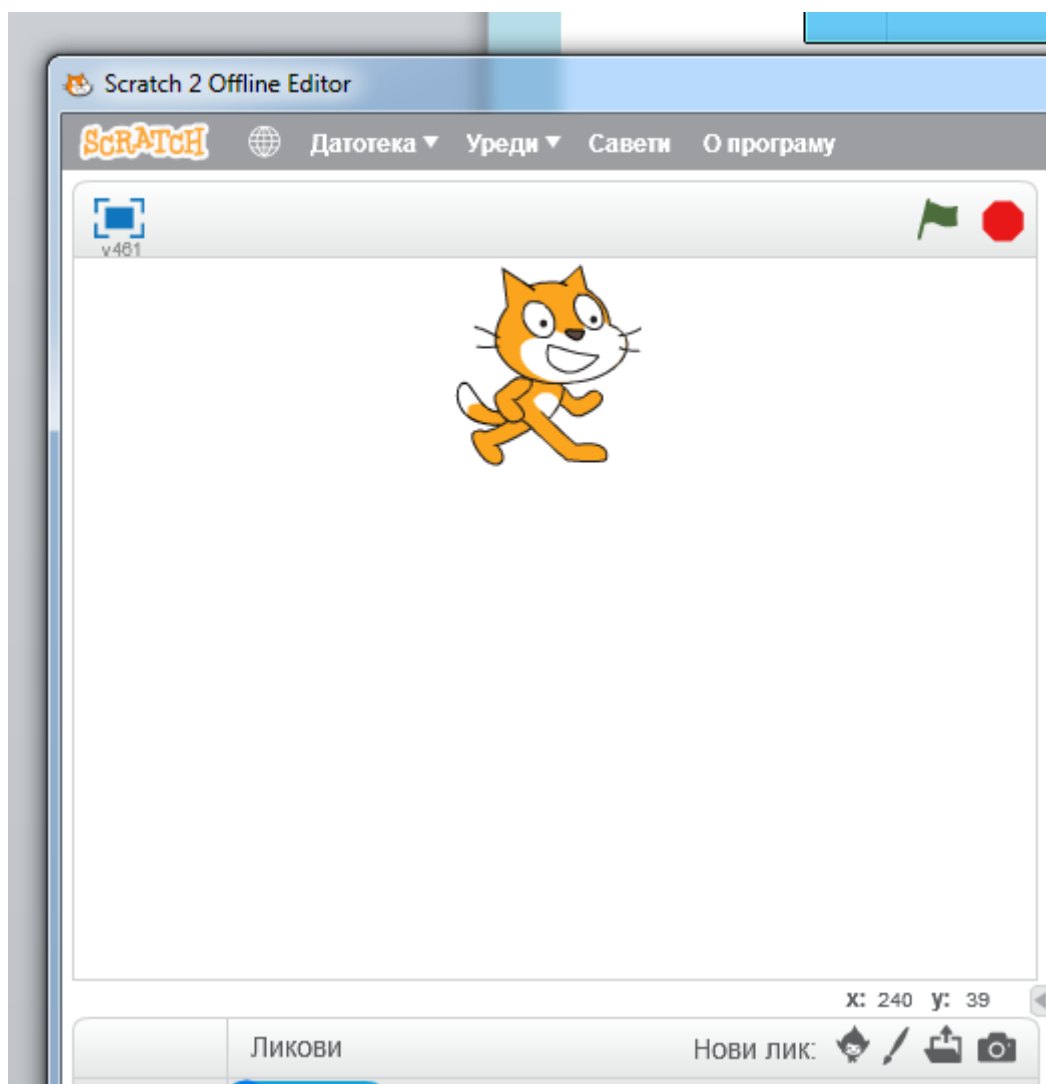 Scratch 2 Offline Editor
SCRATCH Датотека Уреди Савети О програму
v461
x: 240 y: 39
Ликови Нови лик: